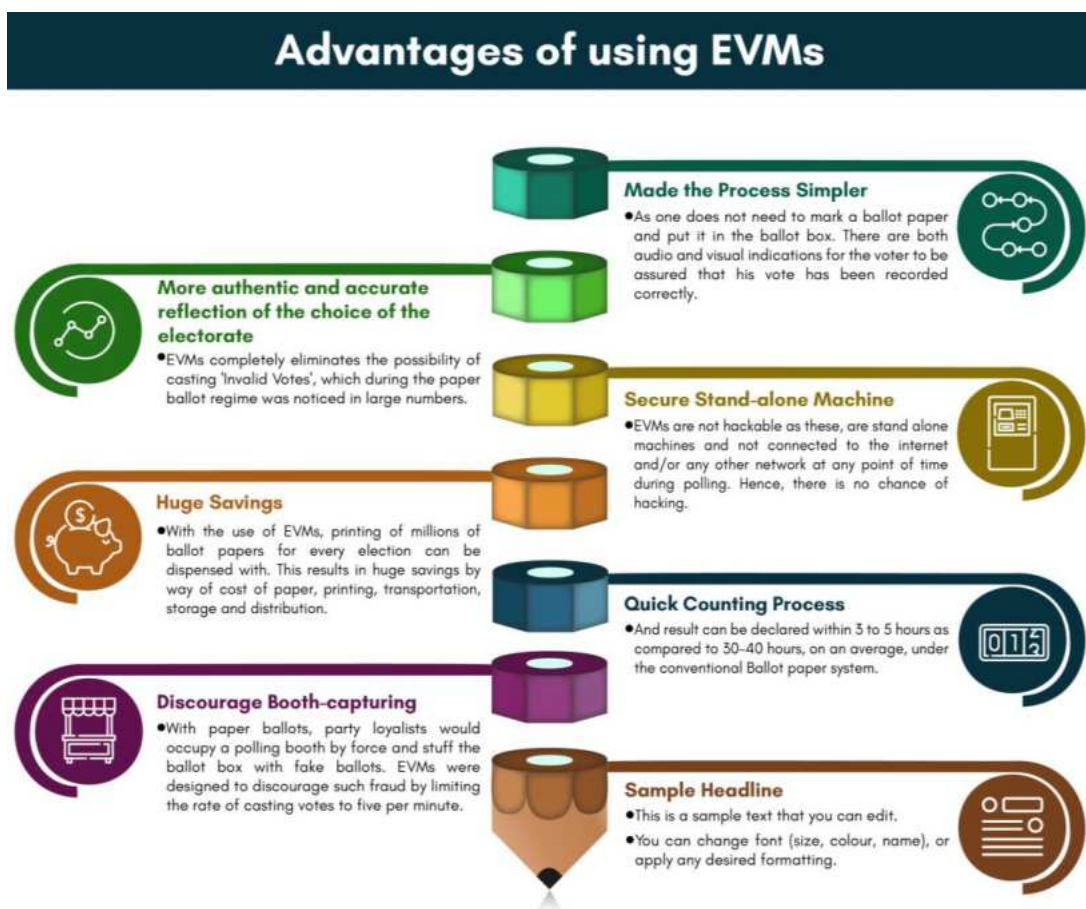 Advantages of using EVMs
Made the Process Simpler
•As one does not need to mark a ballot paper
and put it in the ballot box. There are both
audio and visual indications for the voter to be
assured that his vote has been recorded
correctly.
More authentic and accurate
reflection of the choice of the
electorate
•EVMs completely eliminates the possibility of
casting 'Invalid Votes', which during the paper
ballot regime was noticed in large numbers.
Secure Stand-alone Machine
•EVMs are not hackable as these, are stand alone
machines and not connected to the internet
and/or any other network at any point of time
during polling. Hence, there is no chance of
hacking.
Huge Savings
•With the use of EVMs, printing of millions of
ballot papers for every election can be
dispensed with. This results in huge savings by
way of cost of paper, printing, transportation,
storage and distribution.
Quick Counting Process
•And result can be declared within 3 to 5 hours as
compared to 30-40 hours, on an average, under
the conventional Ballot paper system.
Discourage Booth-capturing
•With paper ballots, party loyalists would
occupy a polling booth by force and stuff the
ballot box with fake ballots. EVMs were
designed to discourage such fraud by limiting
the rate of casting votes to five per minute.
Sample Headline
•This is a sample text that you can edit.
•You can change font (size, colour, name), or
apply any desired formatting.